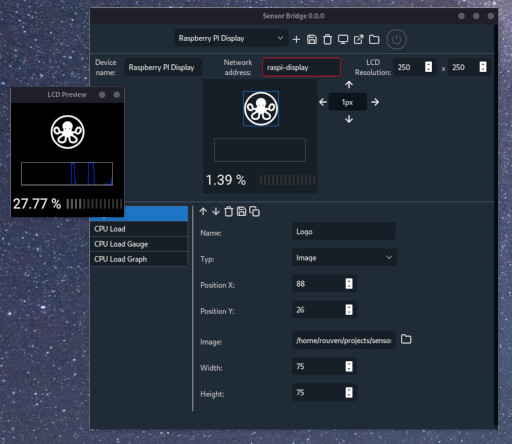 Sensor Bridge 0.0.0
Raspberry PI Display
Device name:
Raspberry PI Display
Network address:
raspi-display
LCD Resolution:
250
x
250
LCD Preview
27.77 %
1px
1.39 %
CPU Load
CPU Load Gauge
CPU Load Graph
Name:
Logo
Typ:
Image
Position X:
88
Position Y:
26
Image:
/home/rouven/projects/senso
Width:
75
Height:
75